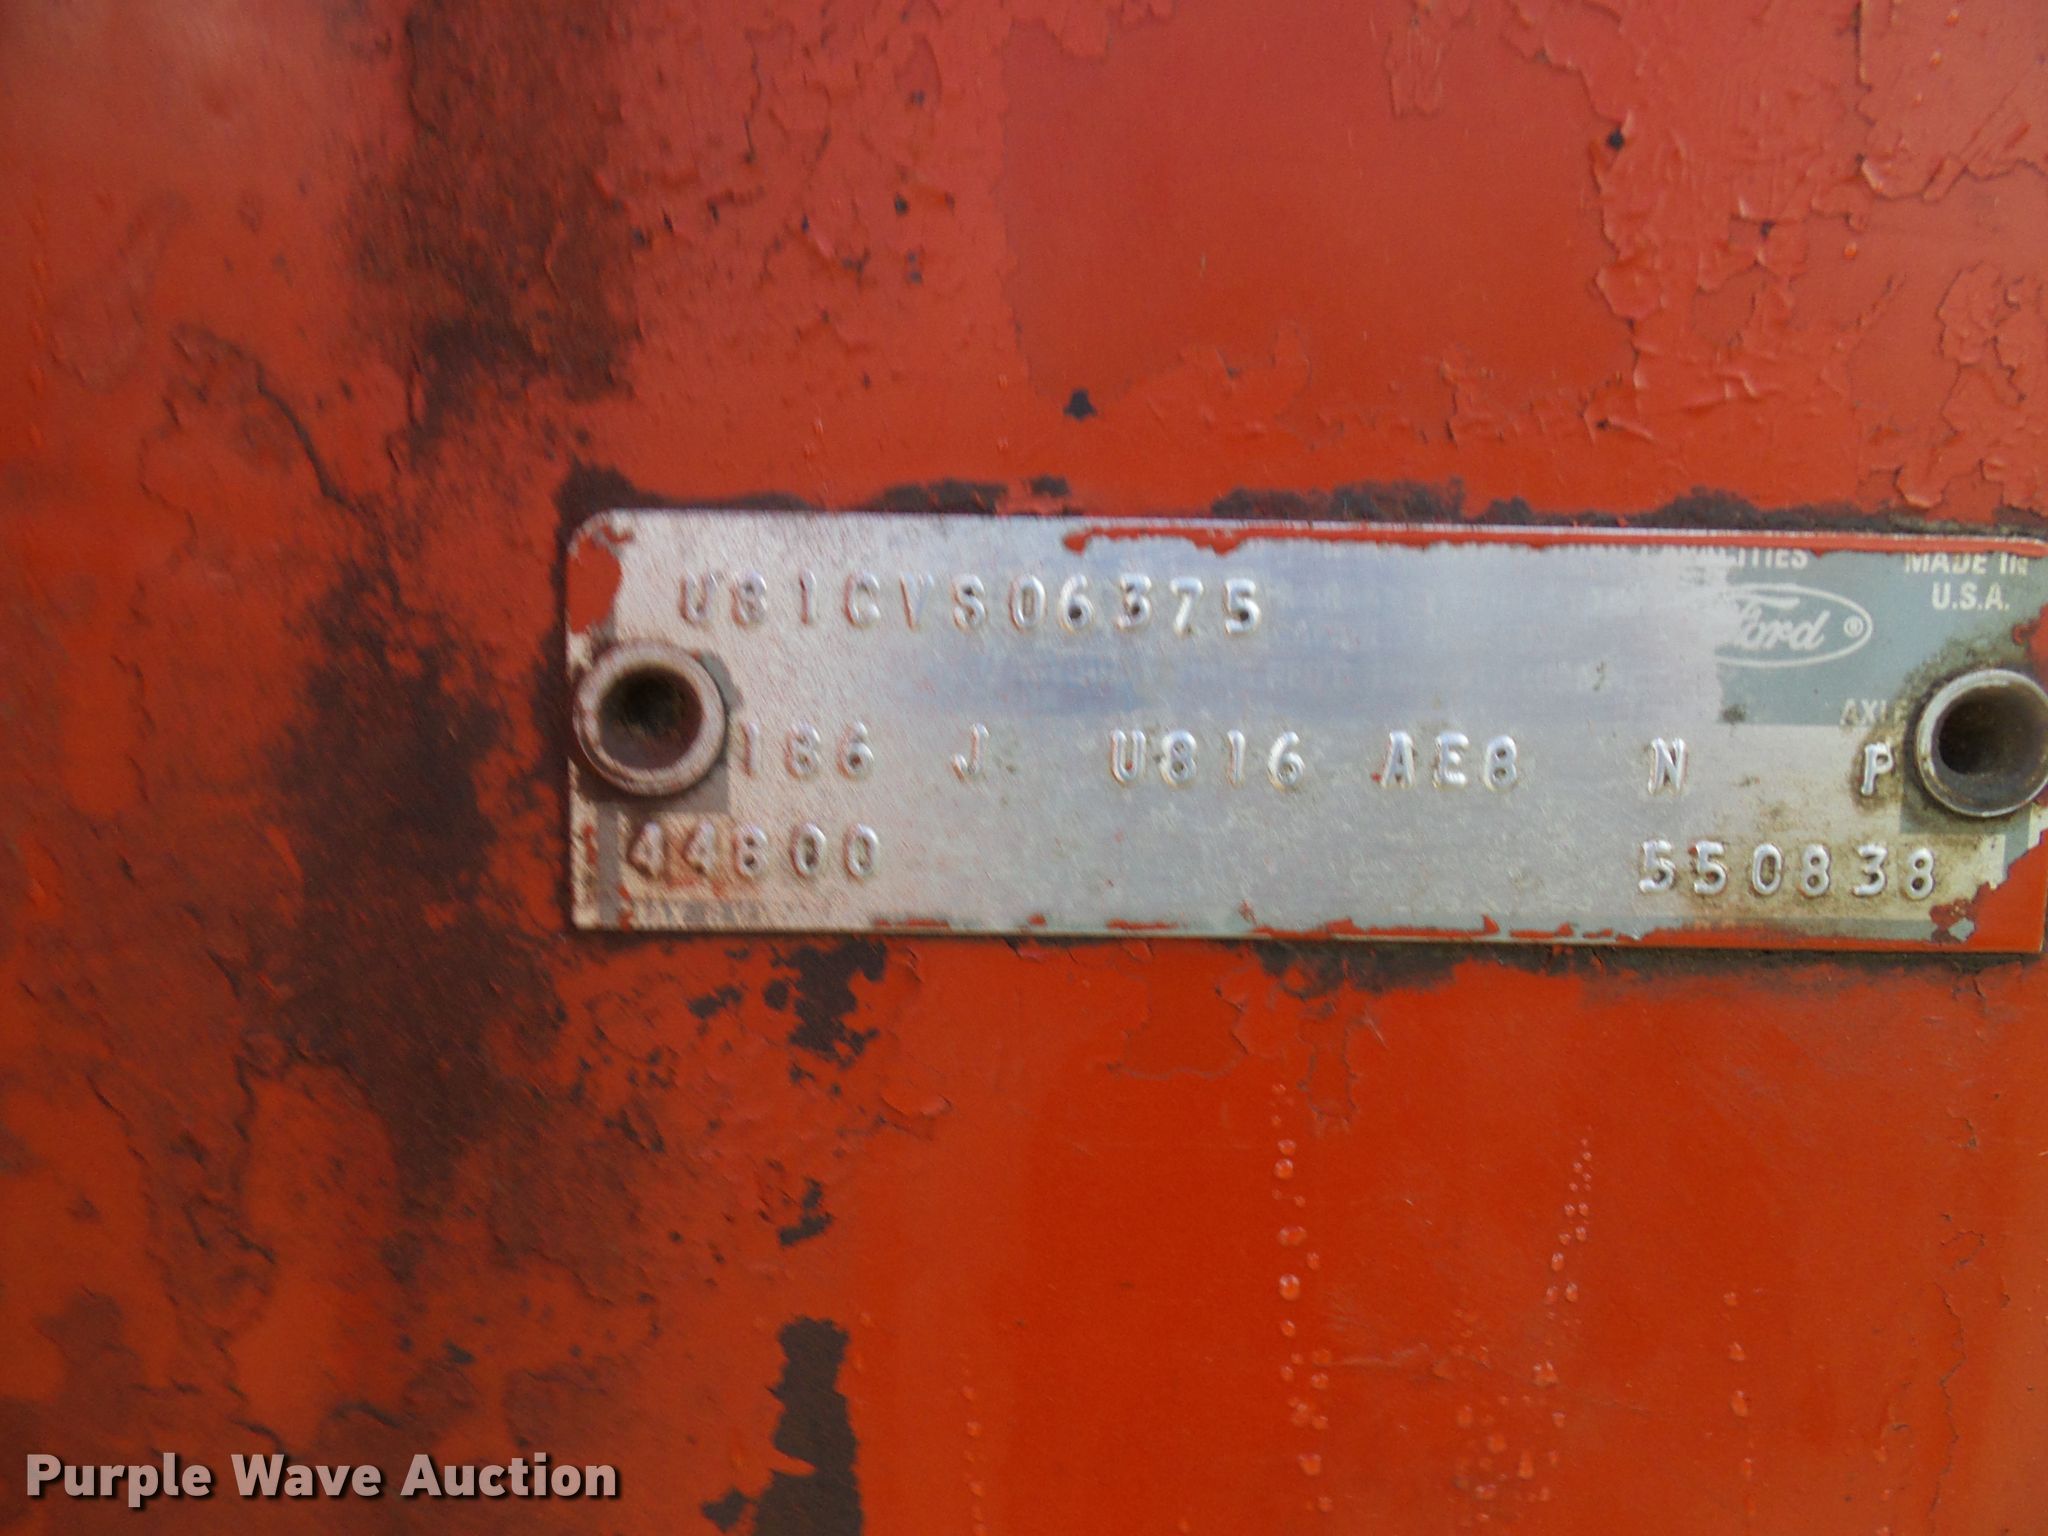 U81CVS06375
MADE IN
U.S.A.
Ford ®
186 J U816 AE8 N P
44800 550838
Purple Wave Auction